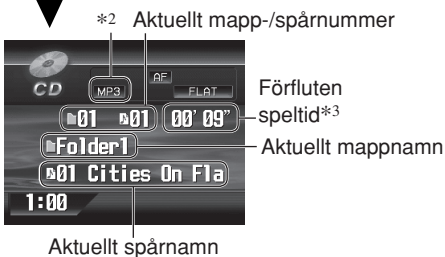 *2 Aktuellt mapp-/spårnummer
CD MP3 AF FLAT
01 01 00'09"
Förfluten speltid*3
Folder1
Aktuellt mappnamn
01 Cities On Fla
1:00
Aktuellt spårnamn